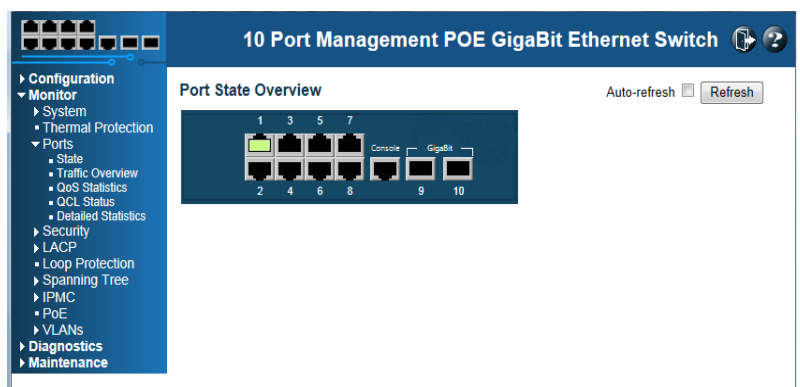 10 Port Management POE GigaBit Ethernet Switch
Configuration
Monitor
System
Thermal Protection
Ports
State
Traffic Overview
QoS Statistics
QCL Status
Detailed Statistics
Security
LACP
Loop Protection
Spanning Tree
IPMC
PoE
VLANs
Diagnostics
Maintenance
Port State Overview
Auto-refresh Refresh
1 3 5 7
Console GigaBit
2 4 6 8 9 10